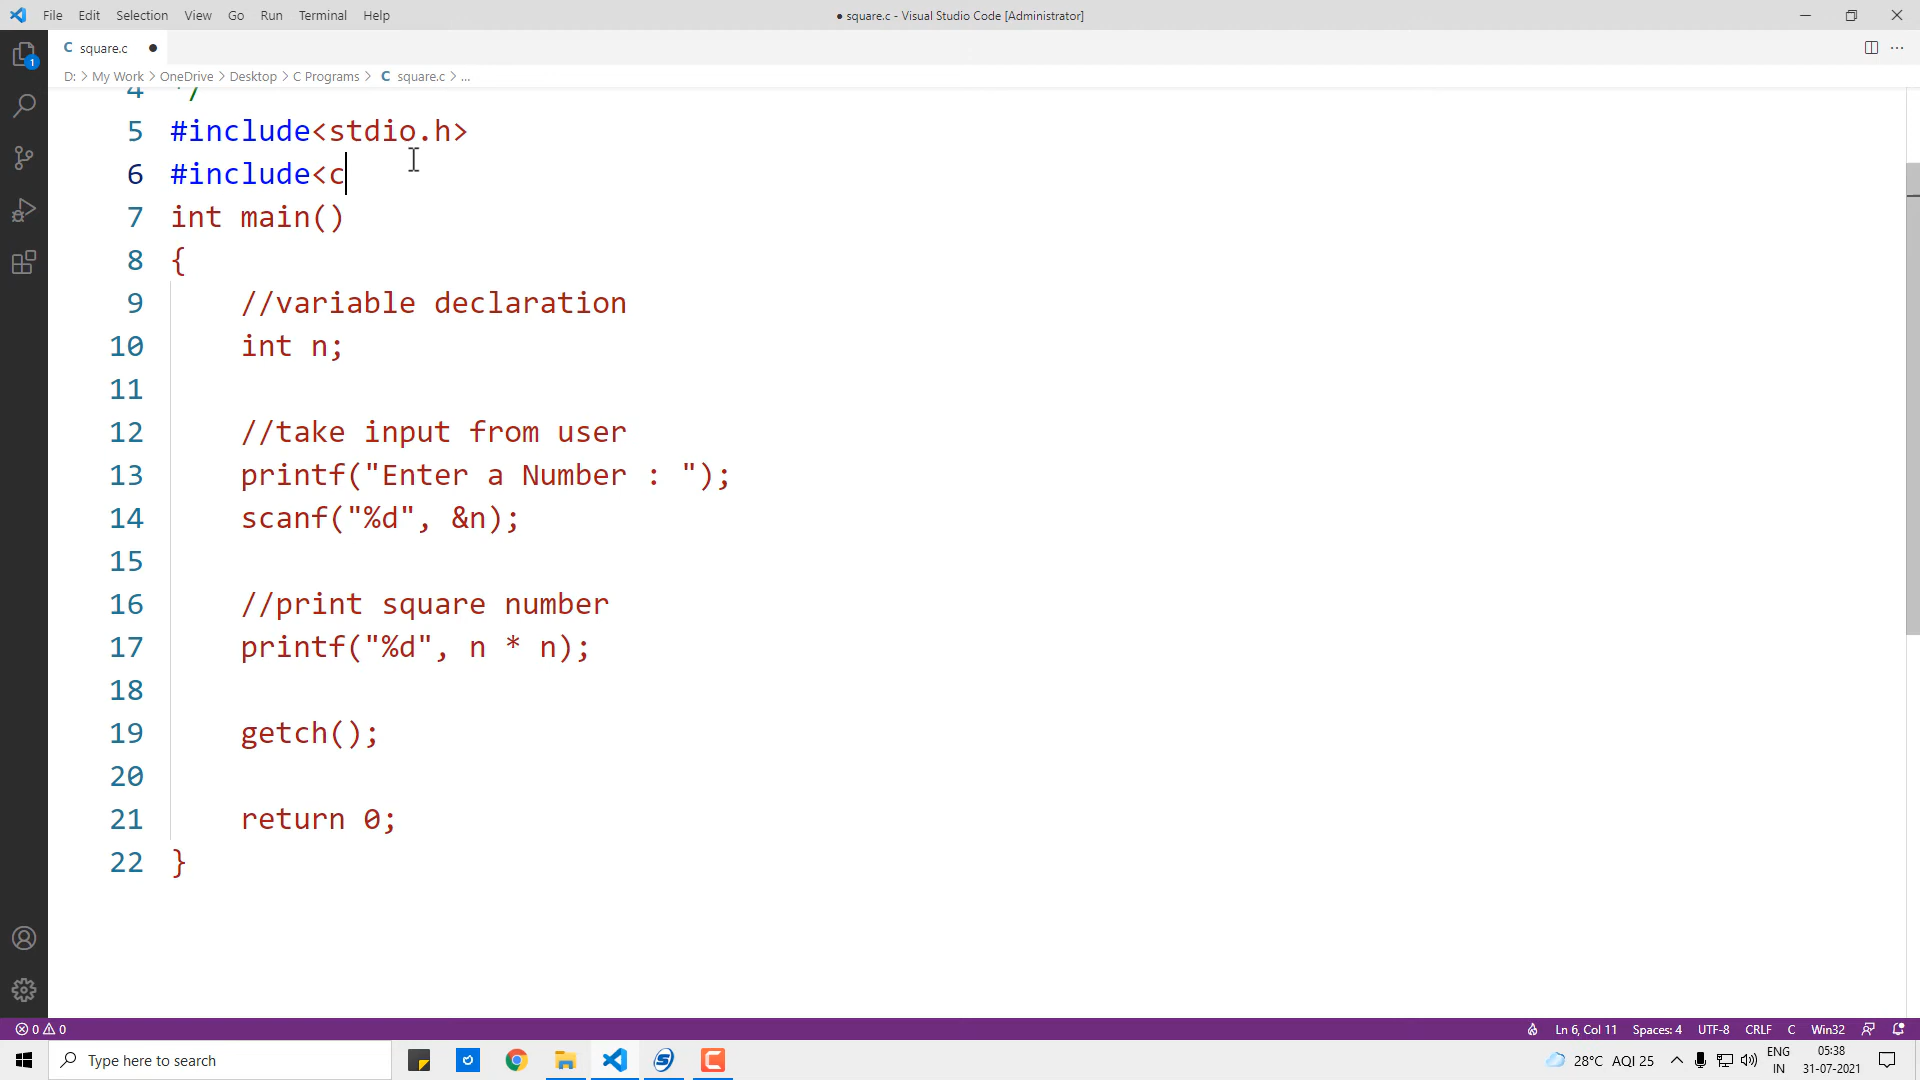 File Edit Selection View Go Run Terminal Help
● square.c - Visual Studio Code [Administrator]
C square.c ●
D: > My Work > OneDrive > Desktop > C Programs > C square.c > ...
4 */
5 #include<stdio.h>
6 #include<c
7 int main()
8 {
9 //variable declaration
10 int n;
11
12 //take input from user
13 printf("Enter a Number : ");
14 scanf("%d", &n);
15
16 //print square number
17 printf("%d", n * n);
18
19 getch();
20
21 return 0;
22 }
1
0 0
Ln 6, Col 11 Spaces: 4 UTF-8 CRLF C Win32
Type here to search
28°C AQI 25
ENG
IN
05:38
31-07-2021